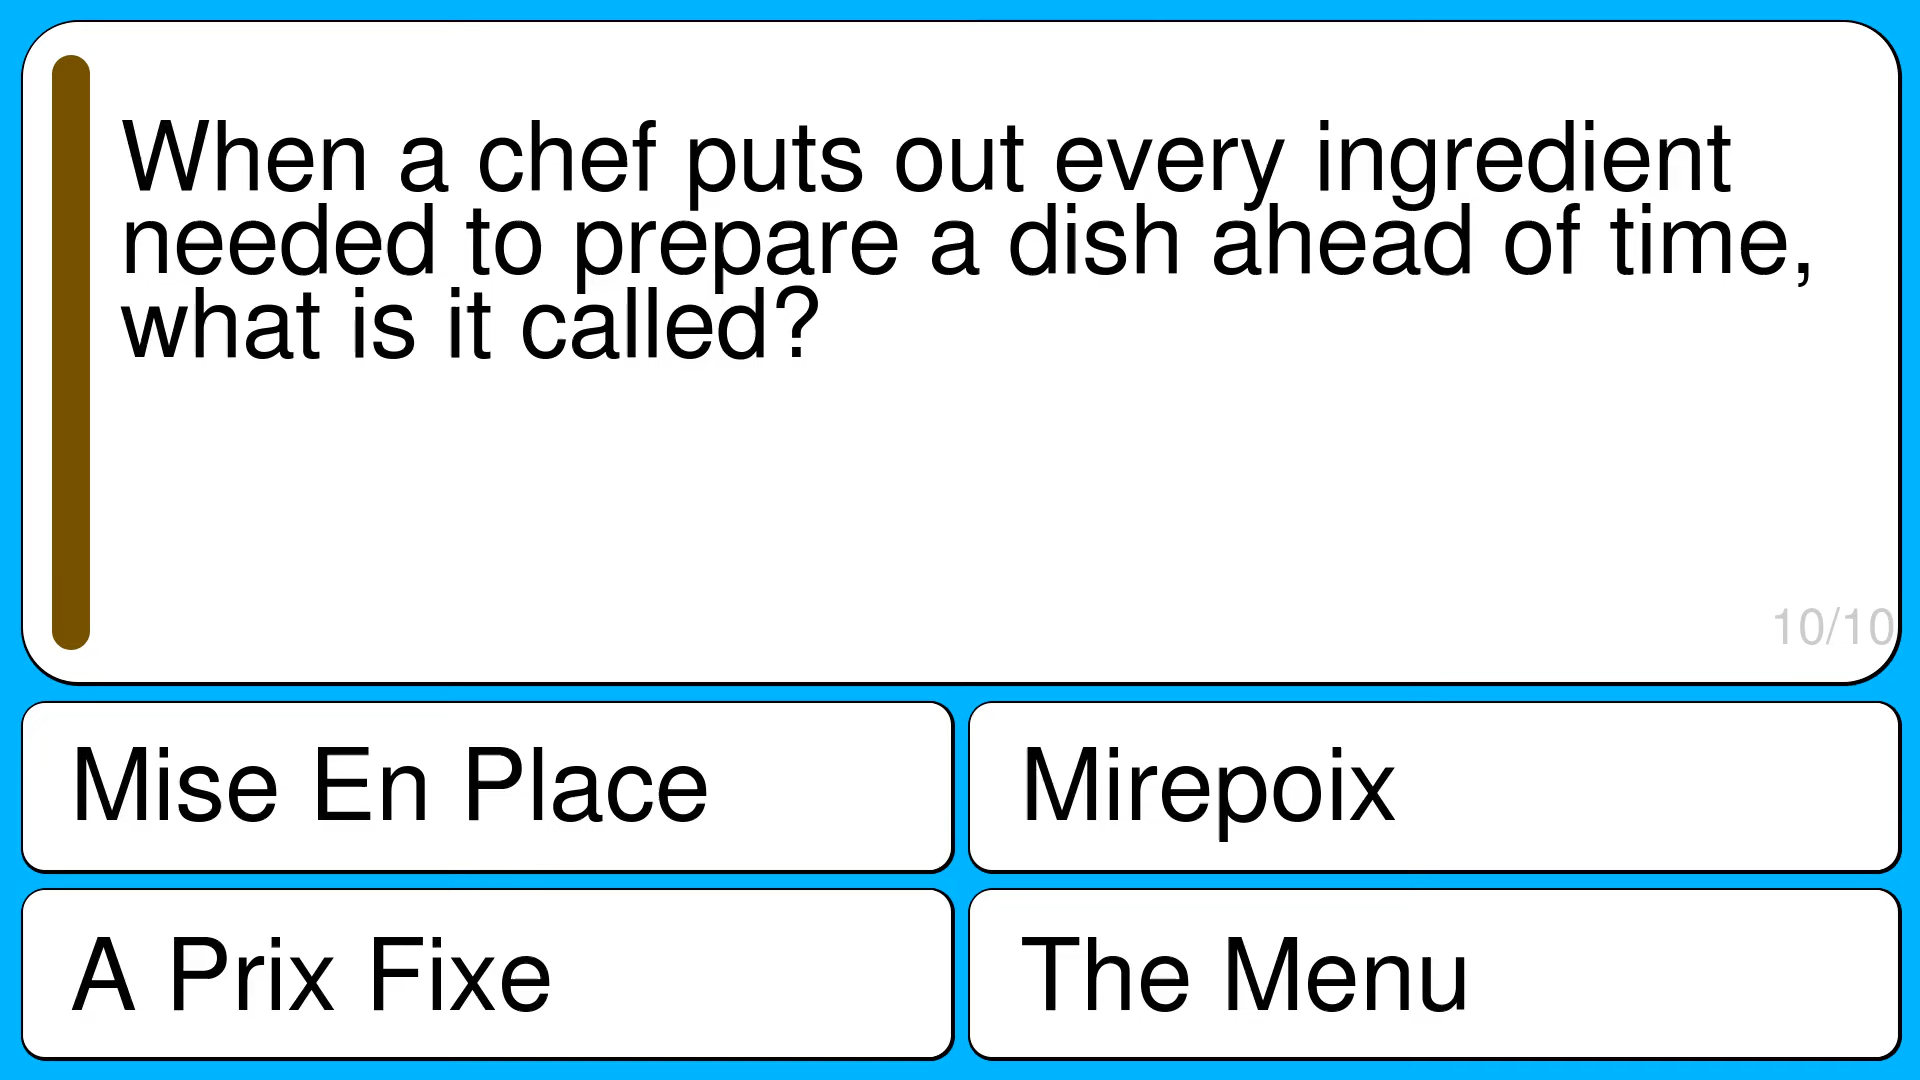 When a chef puts out every ingredient
needed to prepare a dish ahead of time,
what is it called?
10/10
Mise En Place
Mirepoix
A Prix Fixe
The Menu